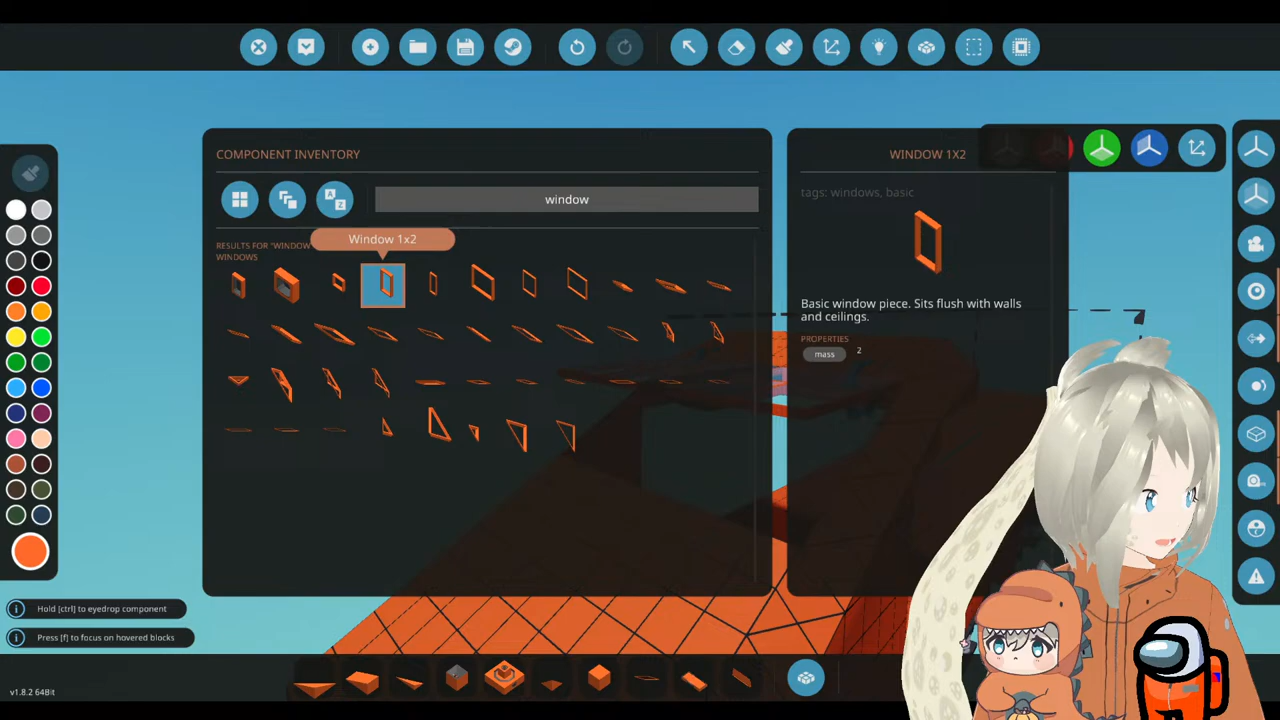 COMPONENT INVENTORY
WINDOW 1X2
tags: windows, basic
A
Z
window
Window 1x2
RESULTS FOR "WINDOW
WINDOWS
Basic window piece. Sits flush with walls
and ceilings.
PROPERTIES
mass 2
Hold [ctrl] to eyedrop component
Press [f] to focus on hovered blocks
v1.8.2 64Bit